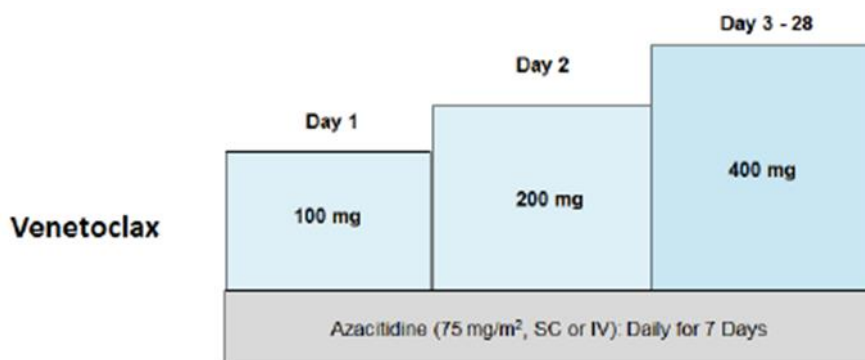 Day 3 - 28
Day 2
Day 1
400 mg
200 mg
100 mg
Venetoclax
Azacitidine (75 mg/m², SC or IV): Daily for 7 Days